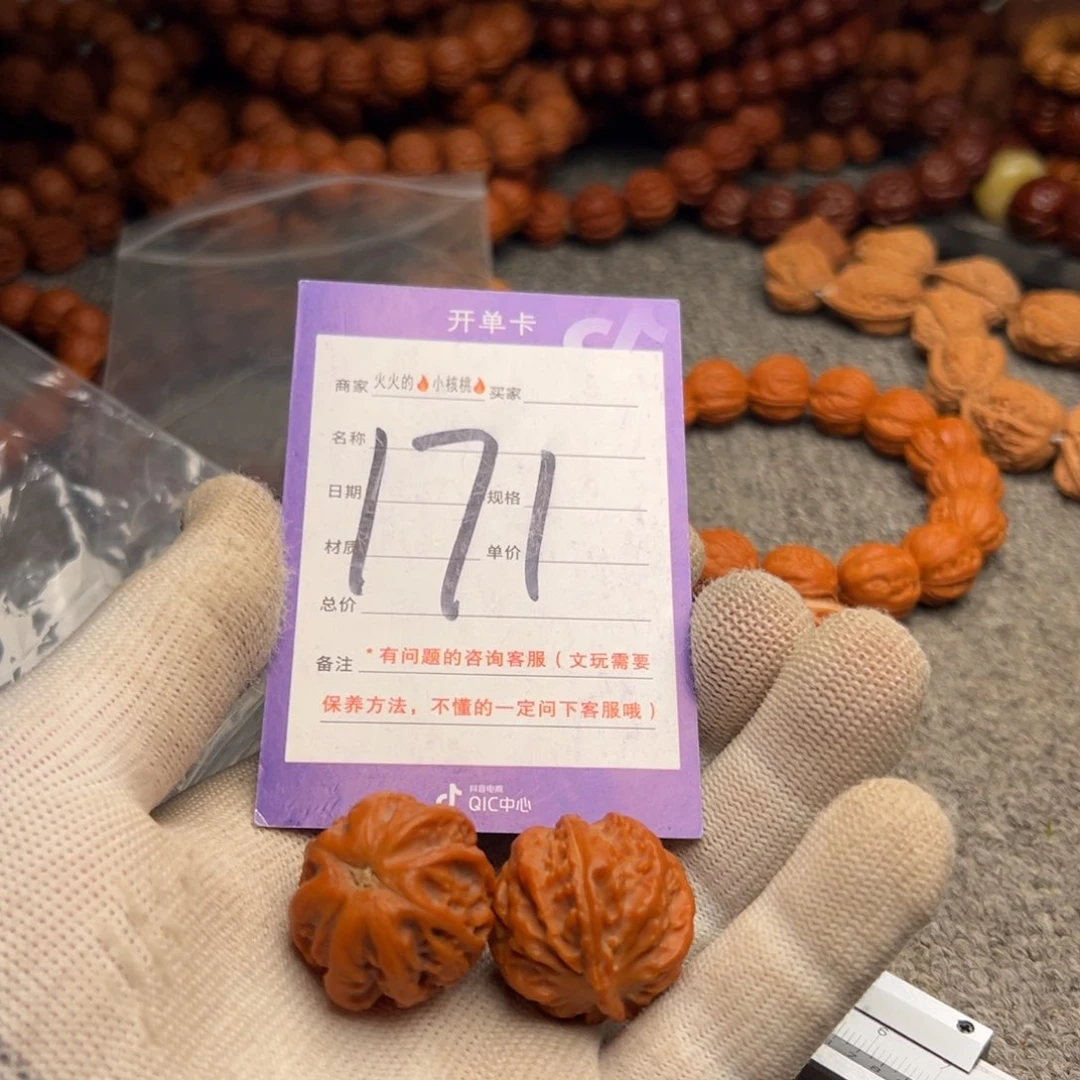 开单卡
商家 火火的🔥小核桃🔥 买家
名称
171
日期 规格
材质 单价
总价
备注 *有问题的咨询客服(文玩需要
保养方法,不懂的一定问下客服哦)
抖音电商
QIC中心
6